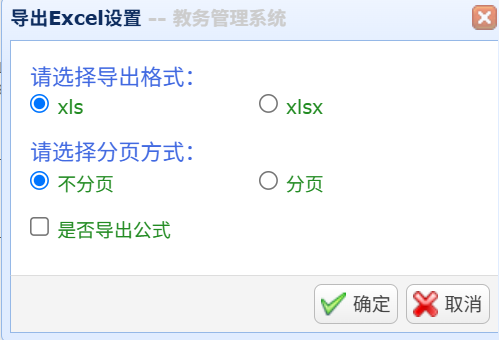 导出Excel设置 -- 教务管理系统
请选择导出格式：
xls xlsx
请选择分页方式：
不分页 分页
是否导出公式
确定 取消